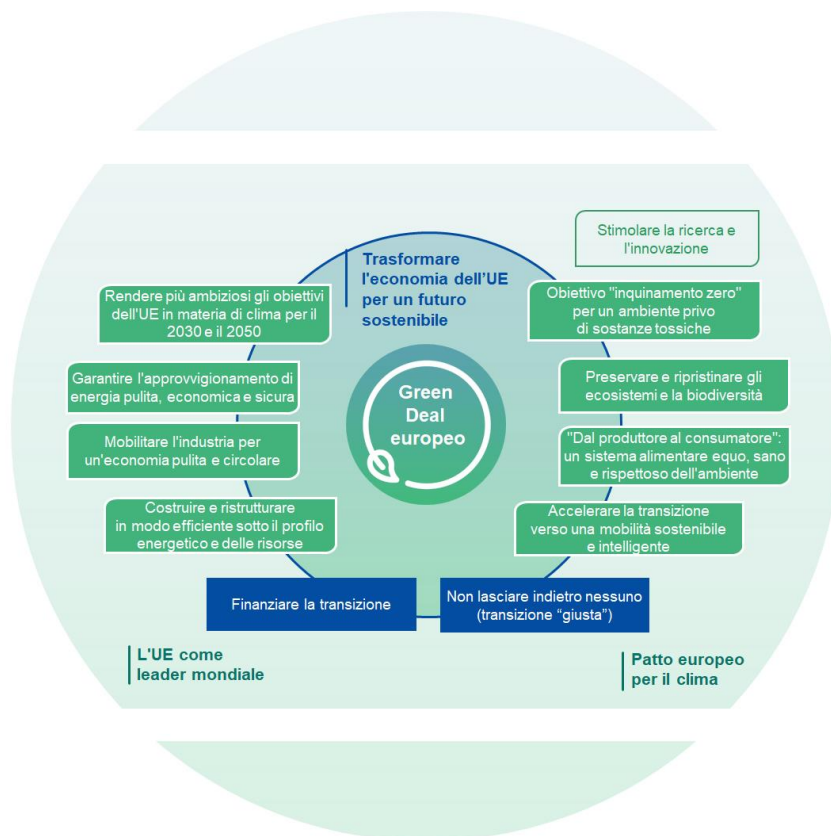 Stimolare la ricerca e
l'innovazione
Trasformare
l'economia dell'UE
per un futuro
sostenibile
Rendere più ambiziosi gli obiettivi
dell'UE in materia di clima per il
2030 e il 2050
Obiettivo "inquinamento zero"
per un ambiente privo
di sostanze tossiche
Garantire l'approvvigionamento di
energia pulita, economica e sicura
Green
Deal
europeo
Preservare e ripristinare gli
ecosistemi e la biodiversità
Mobilitare l'industria per
un'economia pulita e circolare
"Dal produttore al consumatore":
un sistema alimentare equo, sano
e rispettoso dell'ambiente
Costruire e ristrutturare
in modo efficiente sotto il profilo
energetico e delle risorse
Accelerare la transizione
verso una mobilità sostenibile
e intelligente
Finanziare la transizione
Non lasciare indietro nessuno
(transizione “giusta”)
L'UE come
leader mondiale
Patto europeo
per il clima